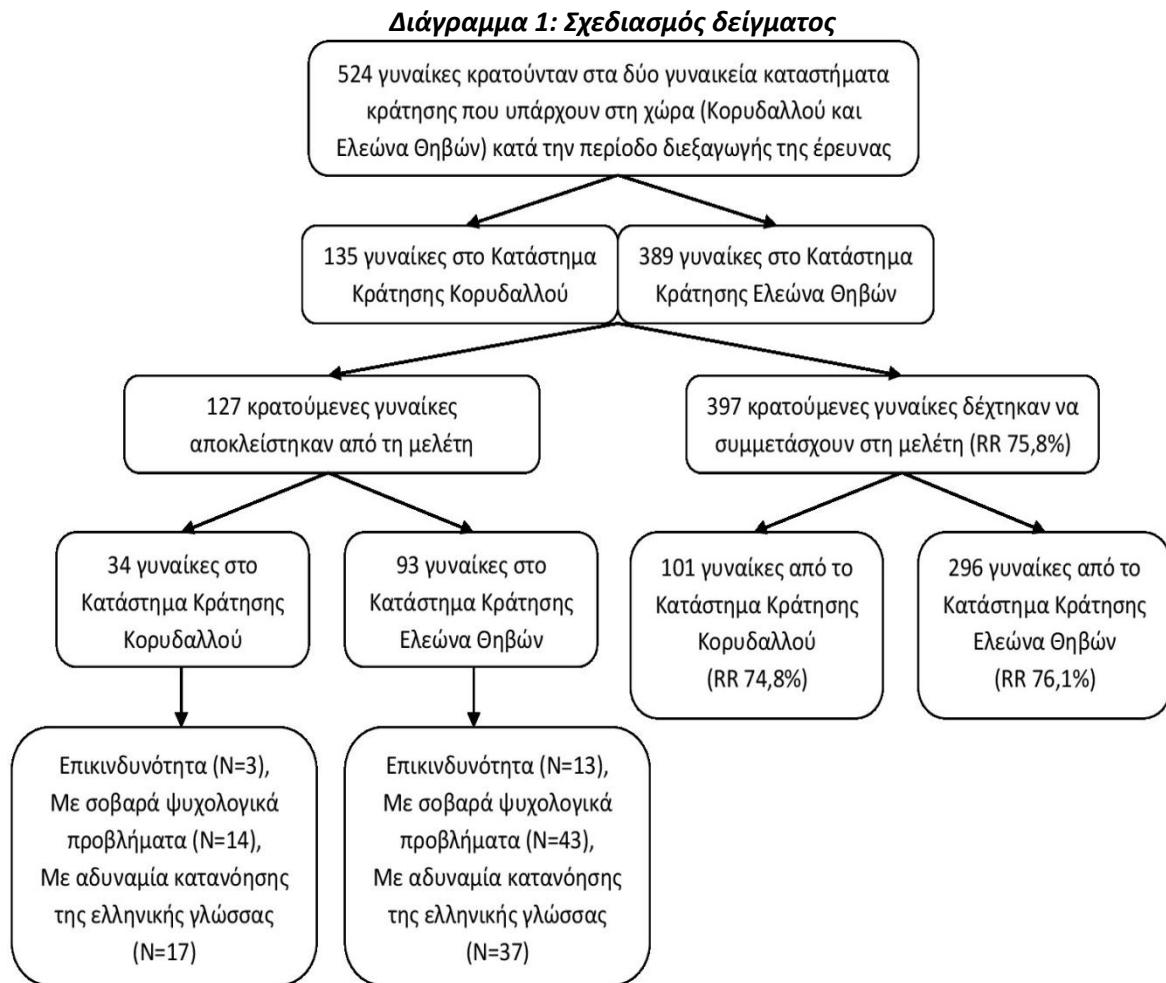 Διάγραμμα 1: Σχεδιασμός δείγματος
524 γυναίκες κρατούνταν στα δύο γυναικεία καταστήματα
κράτησης που υπάρχουν στη χώρα (Κορυδαλλού και
Ελεώνα Θηβών) κατά την περίοδο διεξαγωγής της έρευνας
135 γυναίκες στο Κατάστημα
Κράτησης Κορυδαλλού
389 γυναίκες στο Κατάστημα
Κράτησης Ελεώνα Θηβών
127 κρατούμενες γυναίκες
αποκλείστηκαν από τη μελέτη
397 κρατούμενες γυναίκες δέχτηκαν να
συμμετάσχουν στη μελέτη (RR 75,8%)
34 γυναίκες στο
Κατάστημα Κράτησης
Κορυδαλλού
93 γυναίκες στο
Κατάστημα Κράτησης
Ελεώνα Θηβών
101 γυναίκες από το
Κατάστημα Κράτησης
Κορυδαλλού
(RR 74,8%)
296 γυναίκες από το
Κατάστημα Κράτησης
Ελεώνα Θηβών
(RR 76,1%)
Επικινδυνότητα (Ν=3),
Με σοβαρά ψυχολογικά
προβλήματα (Ν=14),
Με αδυναμία κατανόησης
της ελληνικής γλώσσας
(Ν=17)
Επικινδυνότητα (Ν=13),
Με σοβαρά ψυχολογικά
προβλήματα (Ν=43),
Με αδυναμία κατανόησης
της ελληνικής γλώσσας
(Ν=37)